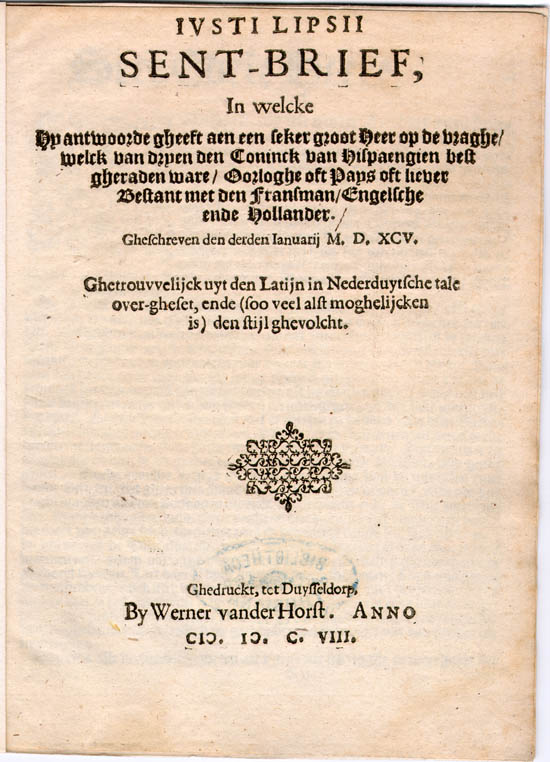 IVSTI LIPSII
SENT-BRIEF,
In welcke
Hy antwoorde gheeft aen een seker groot Heer op de vraghe/
welck van dryen den Coninck van Hispaengien best
gheraden ware / Oorloghe oft Pays oft liever
Bestant met den Fransman / Engelsche
ende Hollander. /
Gheschreven den derden Ianuarij M. D. XCV.
Ghetrouvvelijck uyt den Latijn in Nederduytsche tale
over-gheset, ende (soo veel alst moghelijcken
is) den stijl ghevolcht.
BIBLIOTHECA
Ghedruckt, tot Duysseldorp,
By Werner vander Horst. ANNO
CIↃ. IↃ. C. VIII.